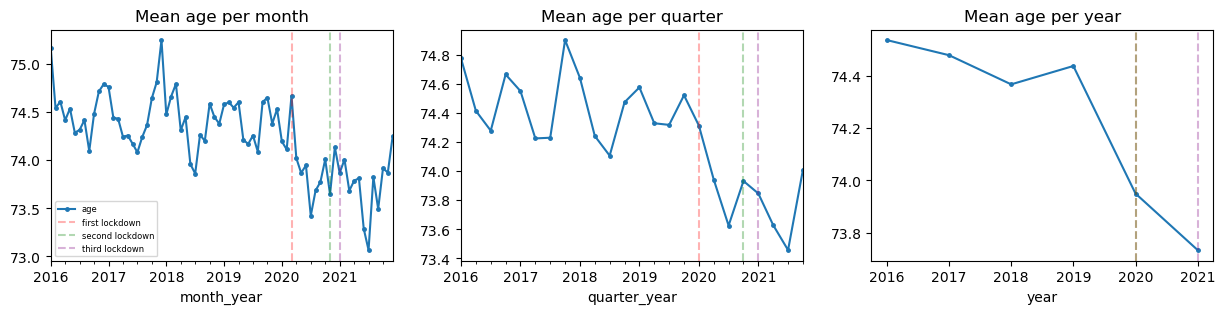 Mean age per month
75.0
74.5
74.0
73.5
73.0
age
first lockdown
second lockdown
third lockdown
2016 2017 2018 2019 2020 2021
month_year
Mean age per quarter
74.8
74.6
74.4
74.2
74.0
73.8
73.6
73.4
2016 2017 2018 2019 2020 2021
quarter_year
Mean age per year
74.4
74.2
74.0
73.8
2016 2017 2018 2019 2020 2021
year